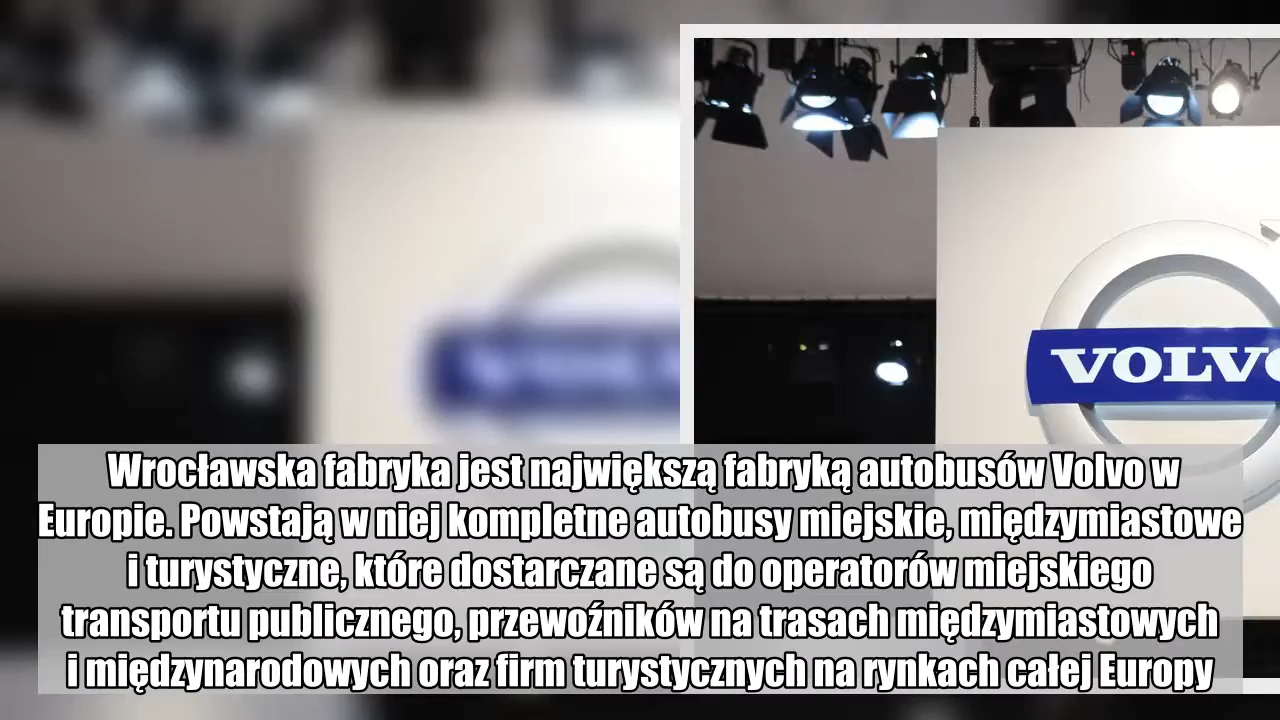 VOLV
Wrocławska fabryka jest największą fabryką autobusów Volvo w
Europie. Powstają w niej kompletne autobusy miejskie, międzymiastowe
i turystyczne, które dostarczane są do operatorów miejskiego
transportu publicznego, przewoźników na trasach międzymiastowych
i międzynarodowych oraz firm turystycznych na rynkach całej Europy